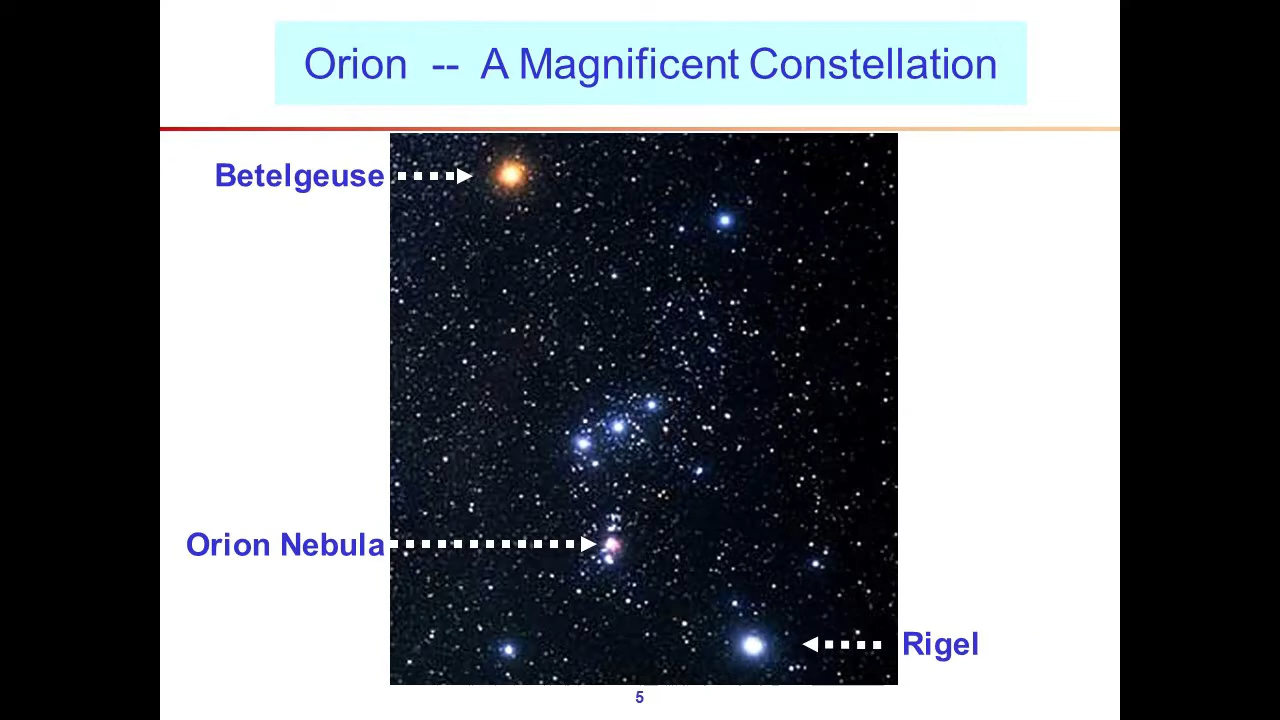 Orion -- A Magnificent Constellation
Betelgeuse
Orion Nebula
Rigel
5